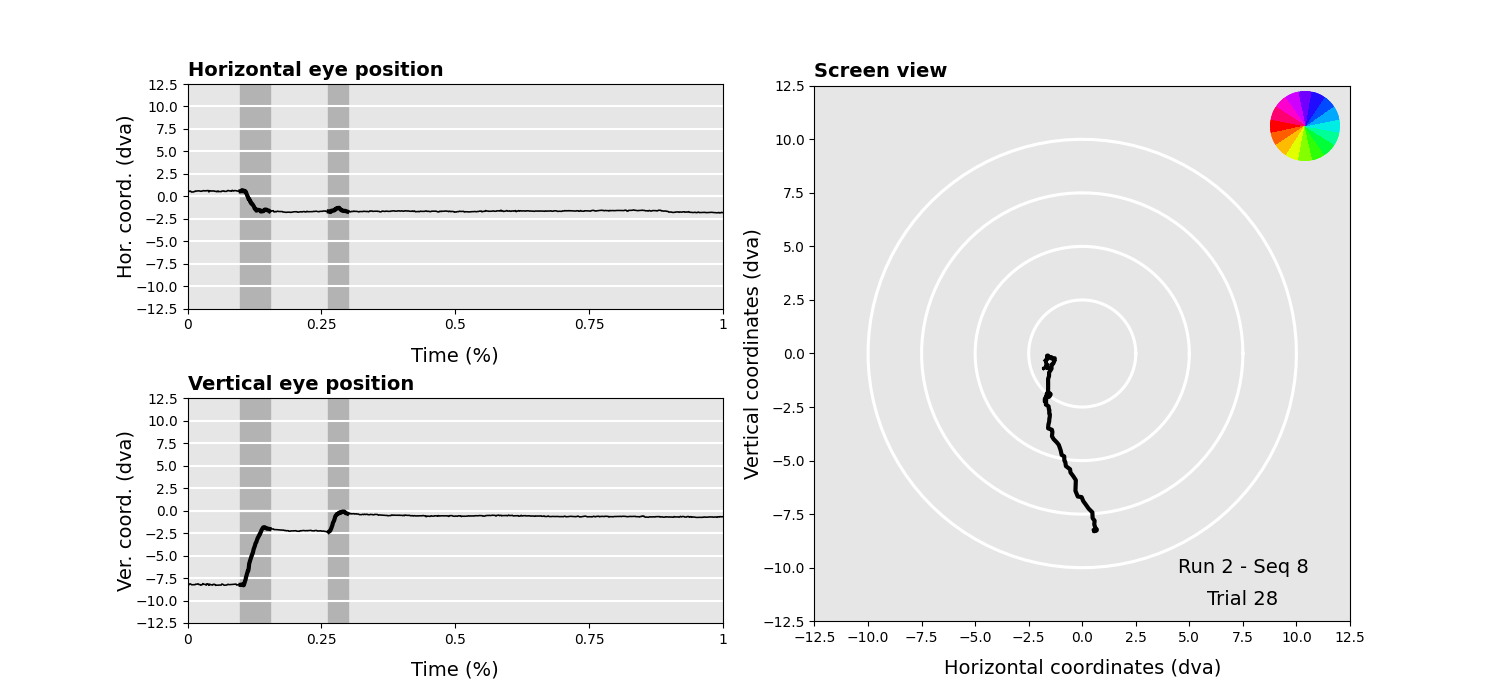 Horizontal eye position
Hor. coord. (dva)
12.5
10.0
7.5
5.0
2.5
0.0
−2.5
−5.0
−7.5
−10.0
−12.5
0 0.25 0.5 0.75 1
Time (%)
Vertical eye position
Ver. coord. (dva)
12.5
10.0
7.5
5.0
2.5
0.0
−2.5
−5.0
−7.5
−10.0
−12.5
0 0.25 0.5 0.75 1
Time (%)
Screen view
Vertical coordinates (dva)
12.5
10.0
7.5
5.0
2.5
0.0
−2.5
−5.0
−7.5
−10.0
−12.5
Run 2 - Seq 8
Trial 28
−12.5 −10.0 −7.5 −5.0 −2.5 0.0 2.5 5.0 7.5 10.0 12.5
Horizontal coordinates (dva)